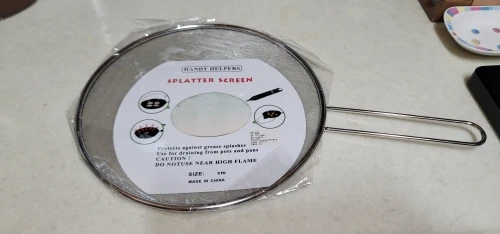 HANDY HELPERS
SPLATTER SCREEN
Protects against grease splashes
Use for draining from pots and pans
CAUTION !
DO NOTUSE NEAR HIGH FLAME
SIZE: cm
MADE IN CHINA